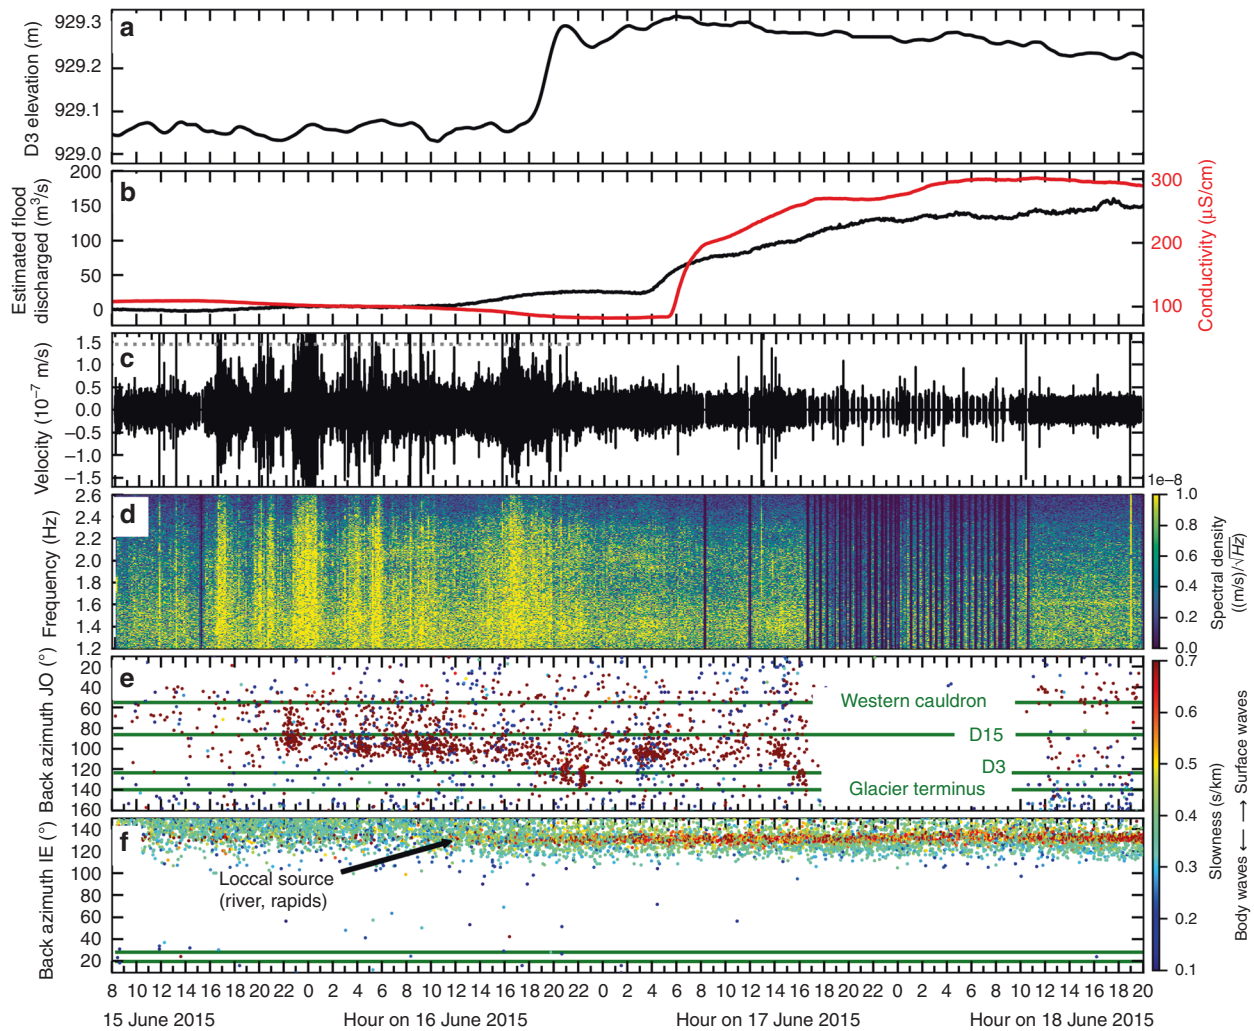 a
D3 elevation (m)
929.3
929.2
929.1
929.0
b
Estimated flood
discharged (m³/s)
200
150
100
50
0
300
200
100
Conductivity (µS/cm)
c
Velocity (10⁻⁷ m/s)
1.5
1.0
0.5
0.0
−0.5
−1.0
−1.5
d
Frequency (Hz)
2.6
2.4
2.2
2.0
1.8
1.6
1.4
1.2
1e−8
1.0
0.8
0.6
0.4
0.2
0.0
Spectral density
((m/s)/√Hz)
e
Back azimuth JO (°)
20
40
60
80
100
120
140
160
Western cauldron
D15
D3
Glacier terminus
f
Back azimuth IE (°)
140
120
100
80
60
40
20
Loccal source
(river, rapids)
0.7
0.6
0.5
0.4
0.3
0.2
0.1
Slowness (s/km)
Body waves ← → Surface waves
8 10 12 14 16 18 20 22 0 2 4 6 8 10 12 14 16 18 20 22 0 2 4 6 8 10 12 14 16 18 20 22 0 2 4 6 8 10 12 14 16 18 20
15 June 2015 Hour on 16 June 2015 Hour on 17 June 2015 Hour on 18 June 2015